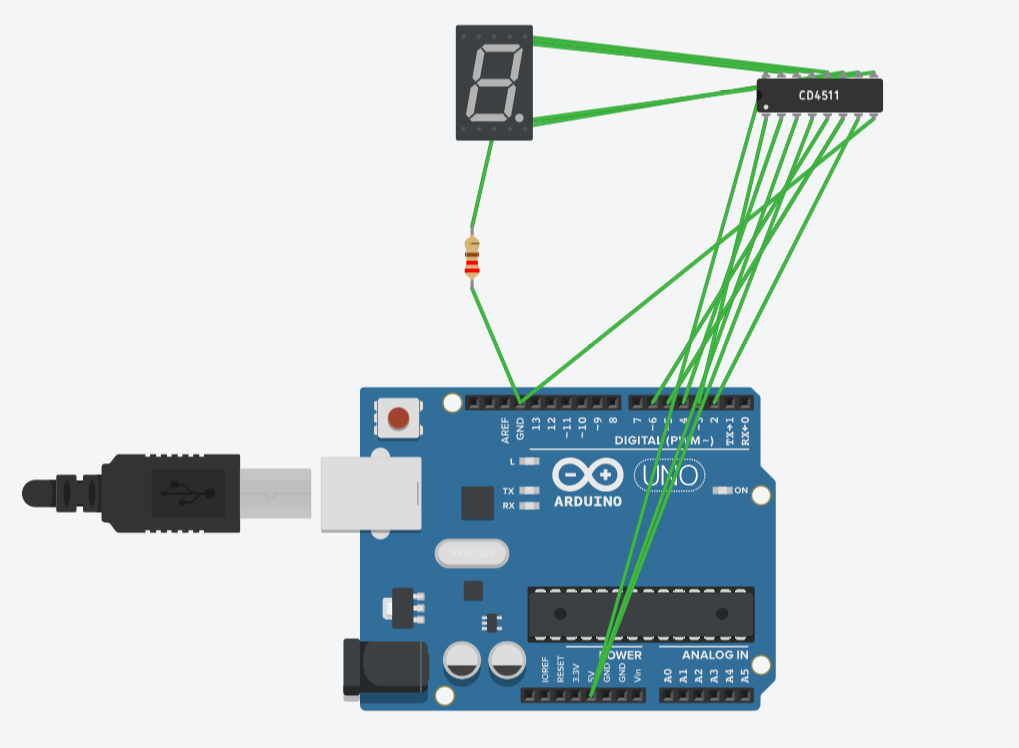 CD4511
AREF
GND
13
12
~11
~10
~9
8
7
~6
4
2
TX→1
RX←0
DIGITAL (PWM~)
L
TX
RX
ARDUINO
UNO
ON
IOREF
RESET
3.3V
5V
GND
GND
Vin
POWER
ANALOG IN
A0
A1
A2
A3
A4
A5